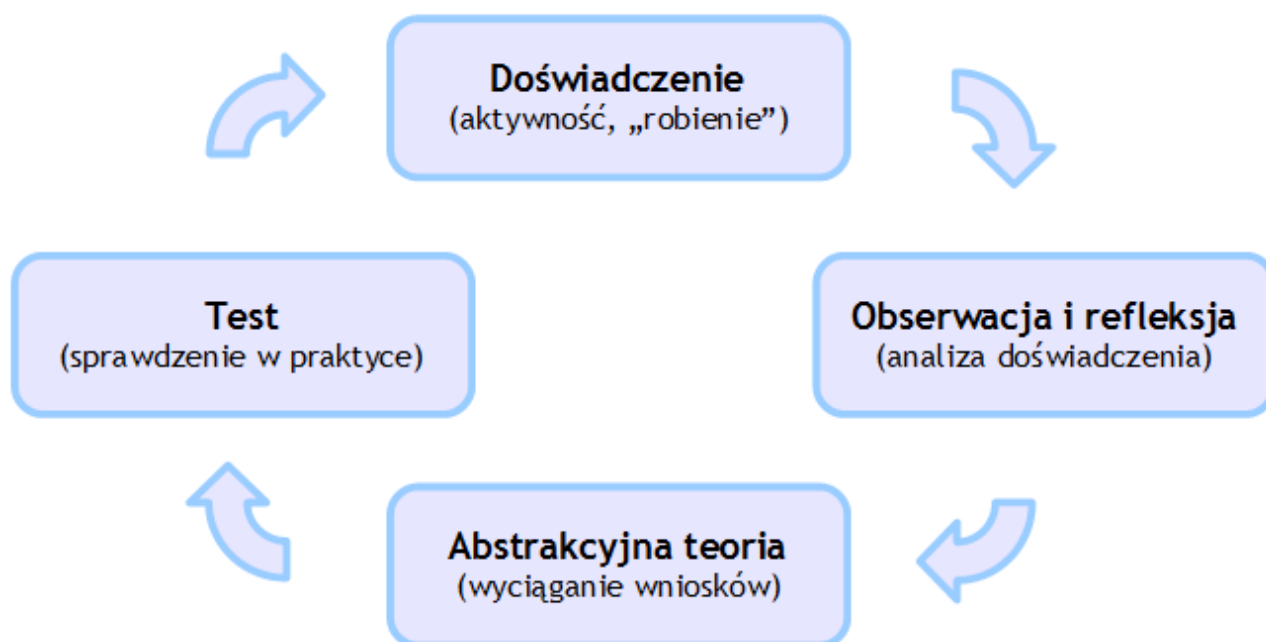 Doświadczenie
(aktywność, „robienie”)
Test
(sprawdzenie w praktyce)
Obserwacja i refleksja
(analiza doświadczenia)
Abstrakcyjna teoria
(wyciąganie wniosków)